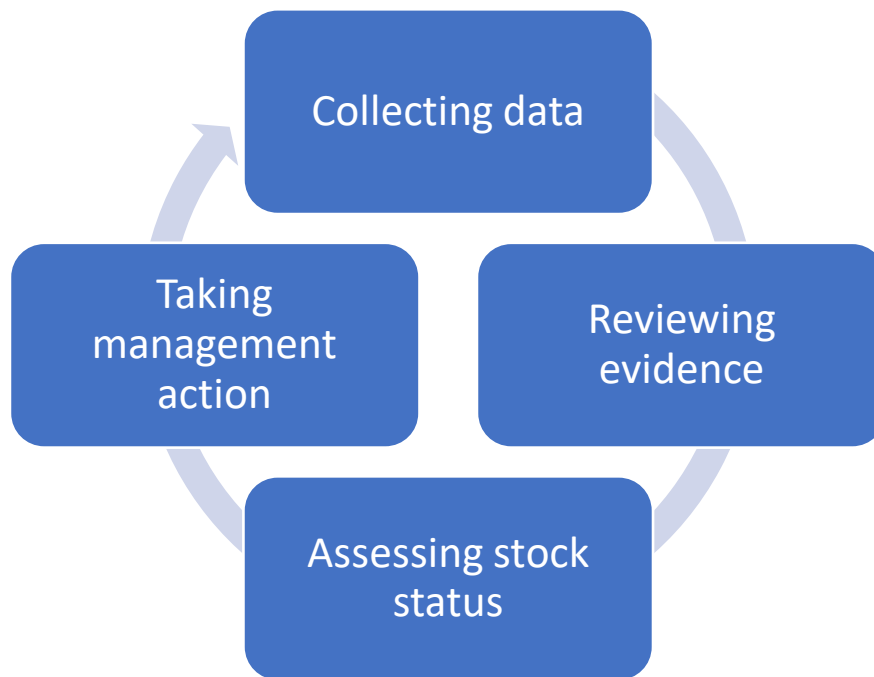 Collecting data
Reviewing
evidence
Assessing stock
status
Taking
management
action